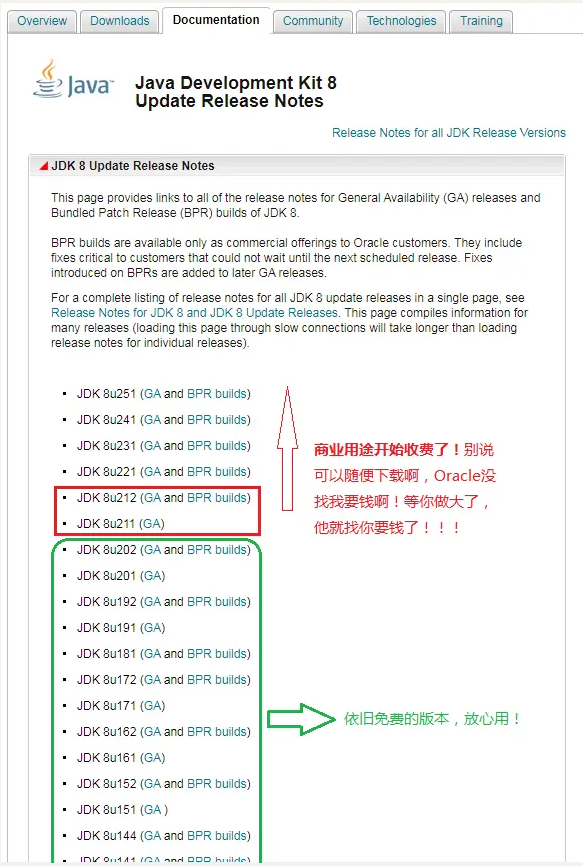 Overview Downloads Documentation Community Technologies Training
Java
Java Development Kit 8
Update Release Notes
Release Notes for all JDK Release Versions
JDK 8 Update Release Notes
This page provides links to all of the release notes for General Availability (GA) releases and
Bundled Patch Release (BPR) builds of JDK 8.
BPR builds are available only as commercial offerings to Oracle customers. They include
fixes critical to customers that could not wait until the next scheduled release. Fixes
introduced on BPRs are added to later GA releases.
For a complete listing of release notes for all JDK 8 update releases in a single page, see
Release Notes for JDK 8 and JDK 8 Update Releases. This page compiles information for
many releases (loading this page through slow connections will take longer than loading
release notes for individual releases).
JDK 8u251 (GA and BPR builds)
JDK 8u241 (GA and BPR builds)
JDK 8u231 (GA and BPR builds)
JDK 8u221 (GA and BPR builds)
JDK 8u212 (GA and BPR builds)
JDK 8u211 (GA)
商业用途开始收费了！别说
可以随便下载啊，Oracle没
找我要钱啊！等你做大了，
他就找你要钱了！！！
JDK 8u202 (GA and BPR builds)
JDK 8u201 (GA)
JDK 8u192 (GA and BPR builds)
JDK 8u191 (GA)
JDK 8u181 (GA and BPR builds)
JDK 8u172 (GA and BPR builds)
JDK 8u171 (GA)
JDK 8u162 (GA and BPR builds)
JDK 8u161 (GA)
JDK 8u152 (GA and BPR builds)
JDK 8u151 (GA )
JDK 8u144 (GA and BPR builds)
JDK 8u141 (GA and BPR builds)
依旧免费的版本，放心用！